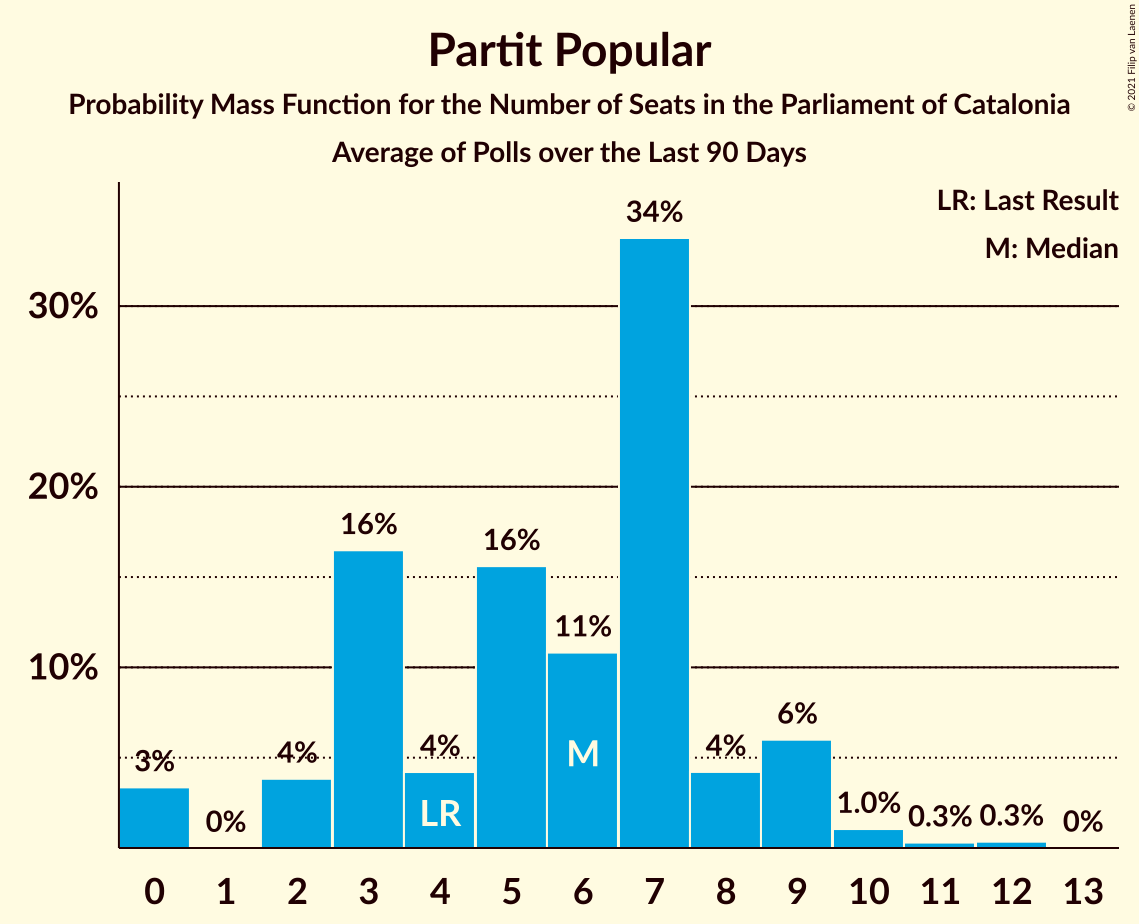 © 2021 Filip van Laenen
Partit Popular
Probability Mass Function for the Number of Seats in the Parliament of Catalonia
Average of Polls over the Last 90 Days
LR: Last Result
M: Median
34%
30%
20%
16%
16%
11%
10%
6%
4%
4%
4%
3%
M
LR
1.0%
0.3%
0.3%
0%
0%
0 1 2 3 4 5 6 7 8 9 10 11 12 13